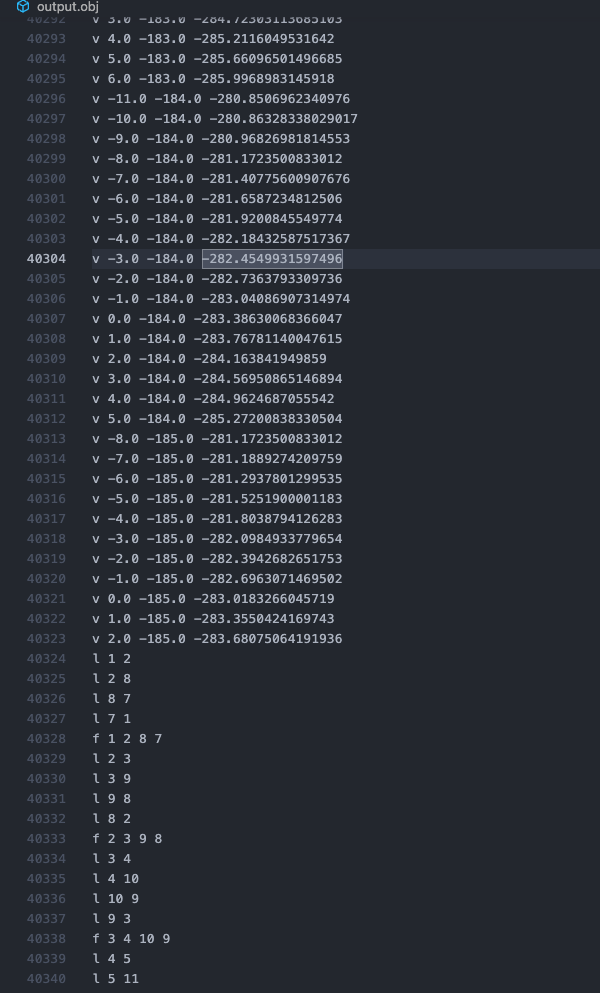 output.obj
40292 v 3.0 -183.0 -284.72303113685103
40293 v 4.0 -183.0 -285.2116049531642
40294 v 5.0 -183.0 -285.66096501496685
40295 v 6.0 -183.0 -285.9968983145918
40296 v -11.0 -184.0 -280.8506962340976
40297 v -10.0 -184.0 -280.86328338029017
40298 v -9.0 -184.0 -280.96826981814553
40299 v -8.0 -184.0 -281.1723500833012
40300 v -7.0 -184.0 -281.40775600907676
40301 v -6.0 -184.0 -281.6587234812506
40302 v -5.0 -184.0 -281.9200845549774
40303 v -4.0 -184.0 -282.18432587517367
40304 v -3.0 -184.0 -282.4549931597496
40305 v -2.0 -184.0 -282.7363793309736
40306 v -1.0 -184.0 -283.04086907314974
40307 v 0.0 -184.0 -283.38630068366047
40308 v 1.0 -184.0 -283.76781140047615
40309 v 2.0 -184.0 -284.163841949859
40310 v 3.0 -184.0 -284.56950865146894
40311 v 4.0 -184.0 -284.9624687055542
40312 v 5.0 -184.0 -285.27200838330504
40313 v -8.0 -185.0 -281.1723500833012
40314 v -7.0 -185.0 -281.1889274209759
40315 v -6.0 -185.0 -281.2937801299535
40316 v -5.0 -185.0 -281.5251900001183
40317 v -4.0 -185.0 -281.8038794126283
40318 v -3.0 -185.0 -282.0984933779654
40319 v -2.0 -185.0 -282.3942682651753
40320 v -1.0 -185.0 -282.6963071469502
40321 v 0.0 -185.0 -283.0183266045719
40322 v 1.0 -185.0 -283.3550424169743
40323 v 2.0 -185.0 -283.68075064191936
40324 l 1 2
40325 l 2 8
40326 l 8 7
40327 l 7 1
40328 f 1 2 8 7
40329 l 2 3
40330 l 3 9
40331 l 9 8
40332 l 8 2
40333 f 2 3 9 8
40334 l 3 4
40335 l 4 10
40336 l 10 9
40337 l 9 3
40338 f 3 4 10 9
40339 l 4 5
40340 l 5 11